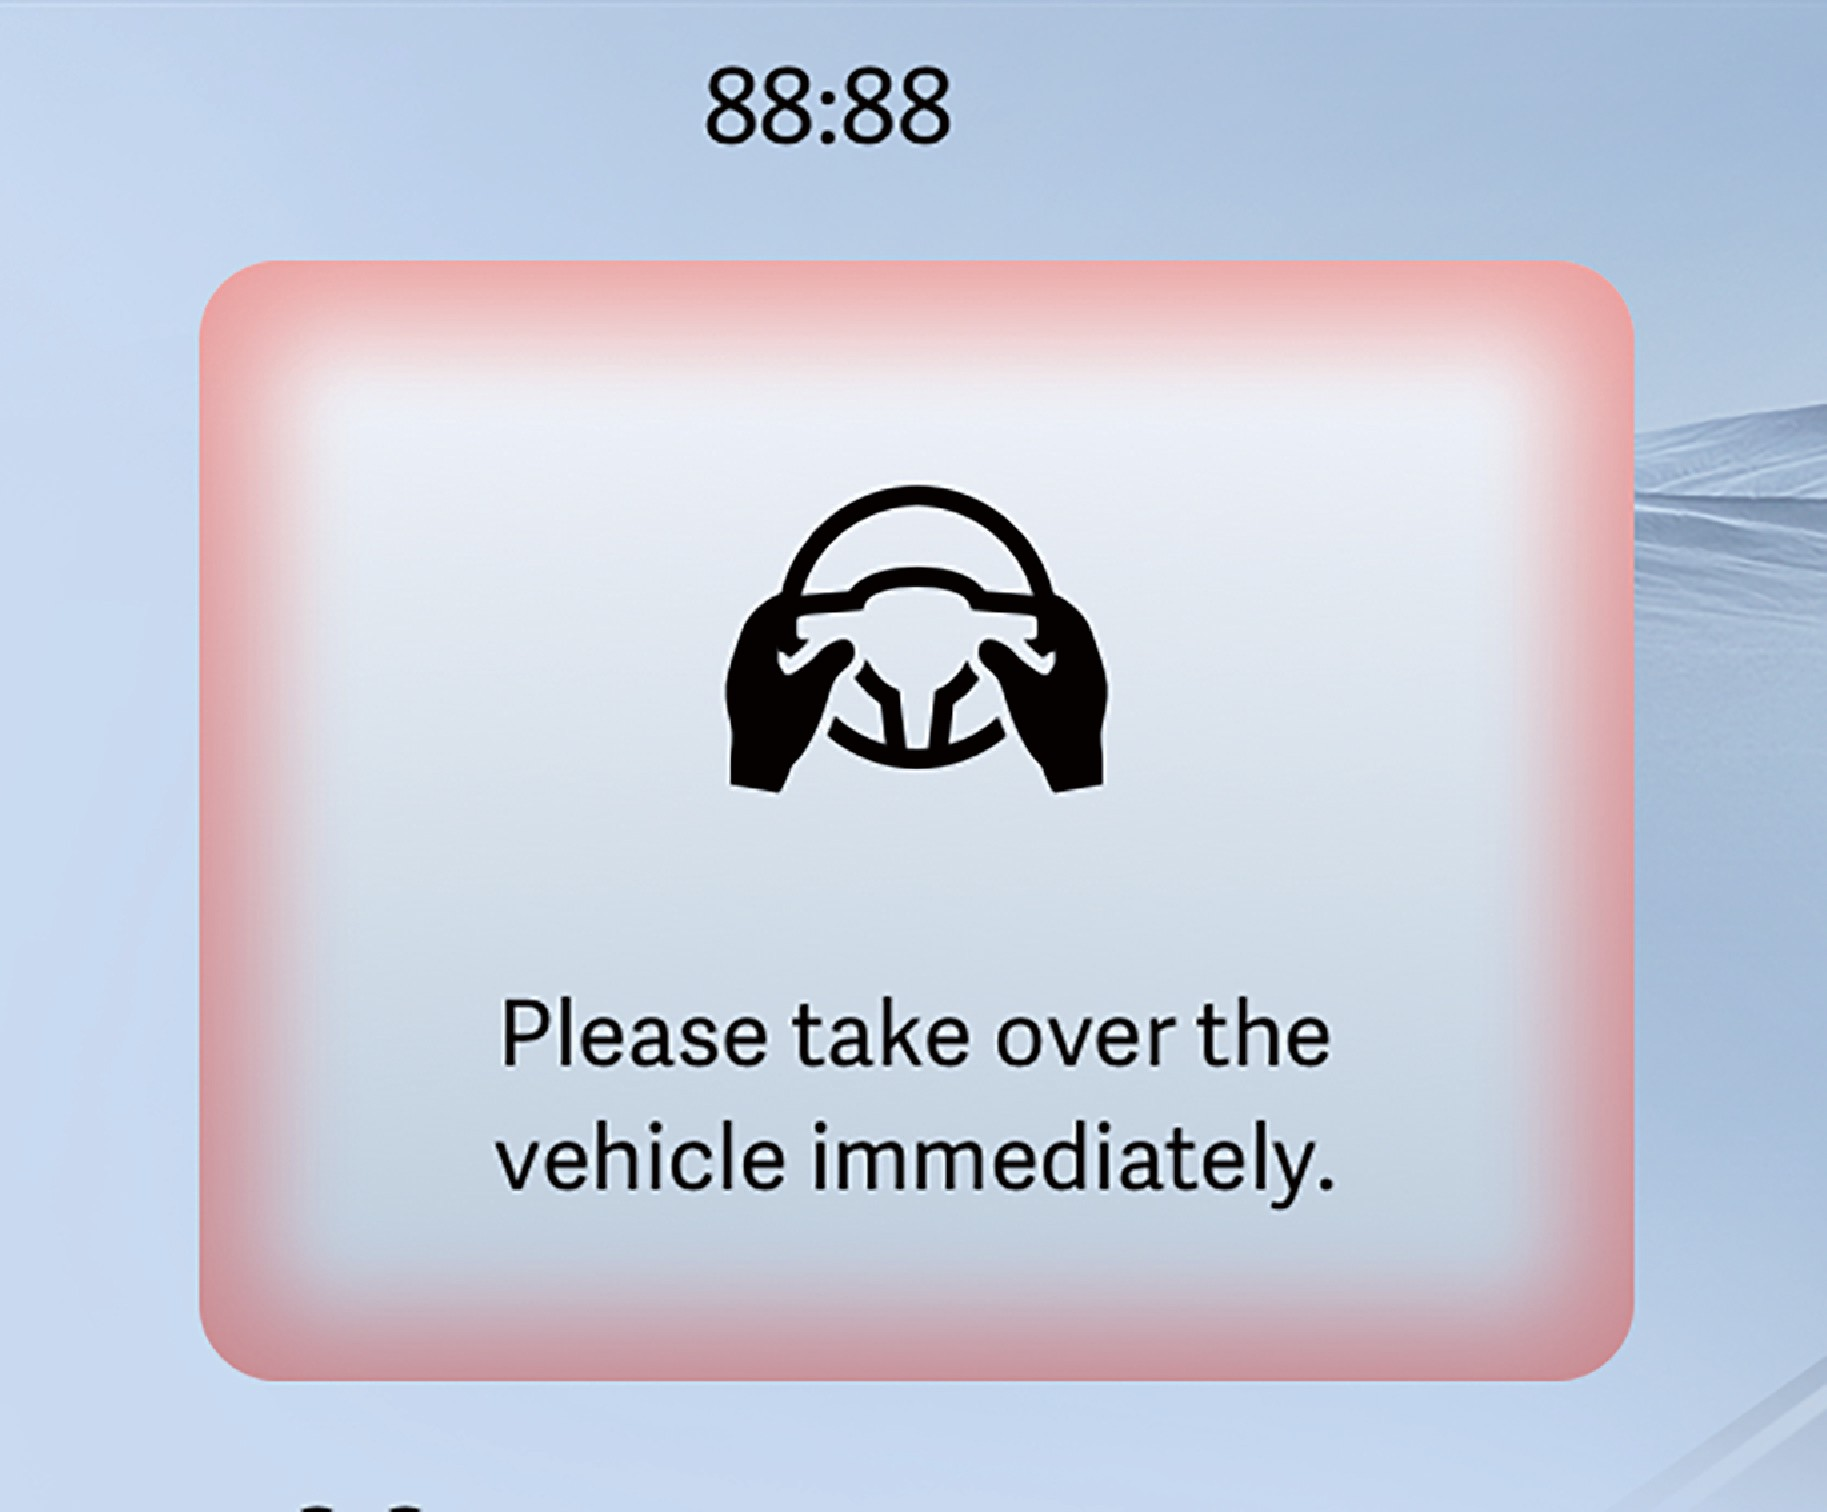 88:88
Please take over the
vehicle immediately.